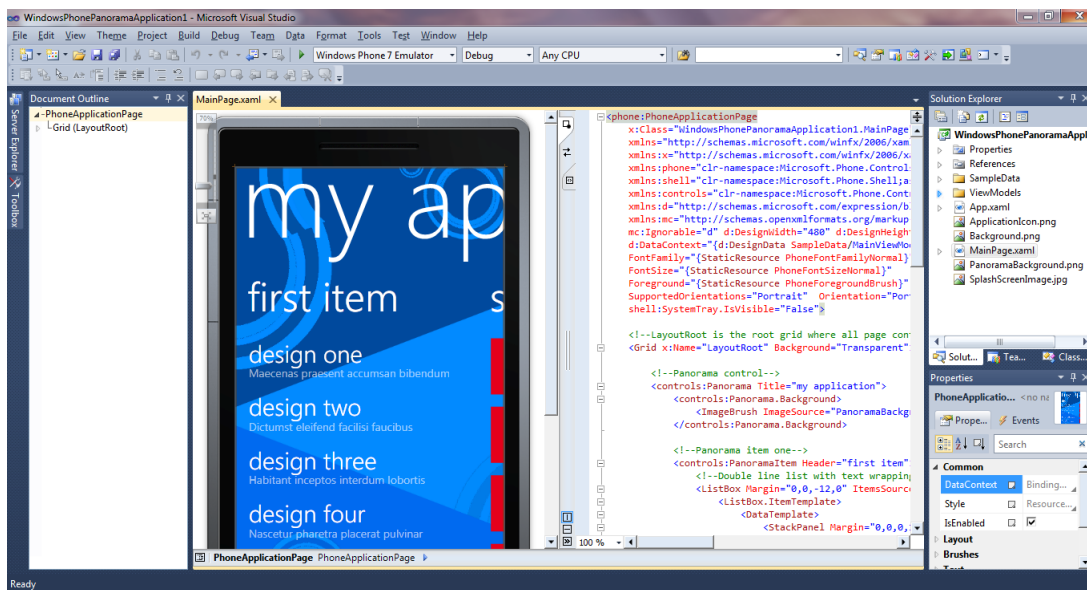 WindowsPhonePanoramaApplication1 - Microsoft Visual Studio
File Edit View Theme Project Build Debug Team Data Format Tools Test Window Help
Windows Phone 7 Emulator Debug Any CPU
Server Explorer
Toolbox
Document Outline
PhoneApplicationPage
Grid (LayoutRoot)
MainPage.xaml
70%
my ap
first item s
design one
Maecenas praesent accumsan bibendum
design two
Dictumst eleifend facilisi faucibus
design three
Habitant inceptos interdum lobortis
design four
Nascetur pharetra placerat pulvinar
<phone:PhoneApplicationPage
x:Class="WindowsPhonePanoramaApplication1.MainPage
xmlns="http://schemas.microsoft.com/winfx/2006/xam
xmlns:x="http://schemas.microsoft.com/winfx/2006/xa
xmlns:phone="clr-namespace:Microsoft.Phone.Control
xmlns:shell="clr-namespace:Microsoft.Phone.Shell;a
xmlns:controls="clr-namespace:Microsoft.Phone.Cont
xmlns:d="http://schemas.microsoft.com/expression/b
xmlns:mc="http://schemas.openxmlformats.org/markup
mc:Ignorable="d" d:DesignWidth="480" d:DesignHeigh
d:DataContext="{d:DesignData SampleData/MainViewMo
FontFamily="{StaticResource PhoneFontFamilyNormal}
FontSize="{StaticResource PhoneFontSizeNormal}"
Foreground="{StaticResource PhoneForegroundBrush}"
SupportedOrientations="Portrait" Orientation="Por
shell:SystemTray.IsVisible="False">
<!--LayoutRoot is the root grid where all page con
<Grid x:Name="LayoutRoot" Background="Transparent"
<!--Panorama control-->
<controls:Panorama Title="my application">
<controls:Panorama.Background>
<ImageBrush ImageSource="PanoramaBackg
</controls:Panorama.Background>
<!--Panorama item one-->
<controls:PanoramaItem Header="first item"
<!--Double line list with text wrapping
<ListBox Margin="0,0,-12,0" ItemsSourc
<ListBox.ItemTemplate>
<DataTemplate>
<StackPanel Margin="0,0,0,
100 %
PhoneApplicationPage PhoneApplicationPage
Solution Explorer
WindowsPhonePanoramaAppl
Properties
References
SampleData
ViewModels
App.xaml
ApplicationIcon.png
Background.png
MainPage.xaml
PanoramaBackground.png
SplashScreenImage.jpg
Solut... Tea... Class...
Properties
PhoneApplicatio... <no na
Prope... Events
Search
Common
DataContext Binding...
Style Resource...
IsEnabled
Layout
Brushes
Text
Ready